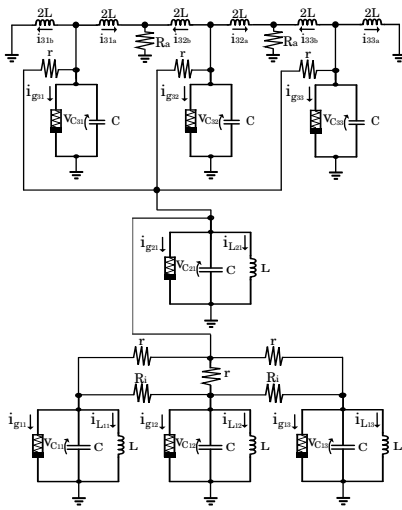 2L 2L 2L 2L 2L 2L
i31b i31a Ra i32b i32a Ra i33b i33a
r r r
ig31 vC31 C ig32 vC32 C ig33 vC33 C
ig21 iL21
vC21 C L
r r
Ri r Ri
ig11 iL11 ig12 iL12 ig13 iL13
vC11 C L vC12 C L vC13 C L